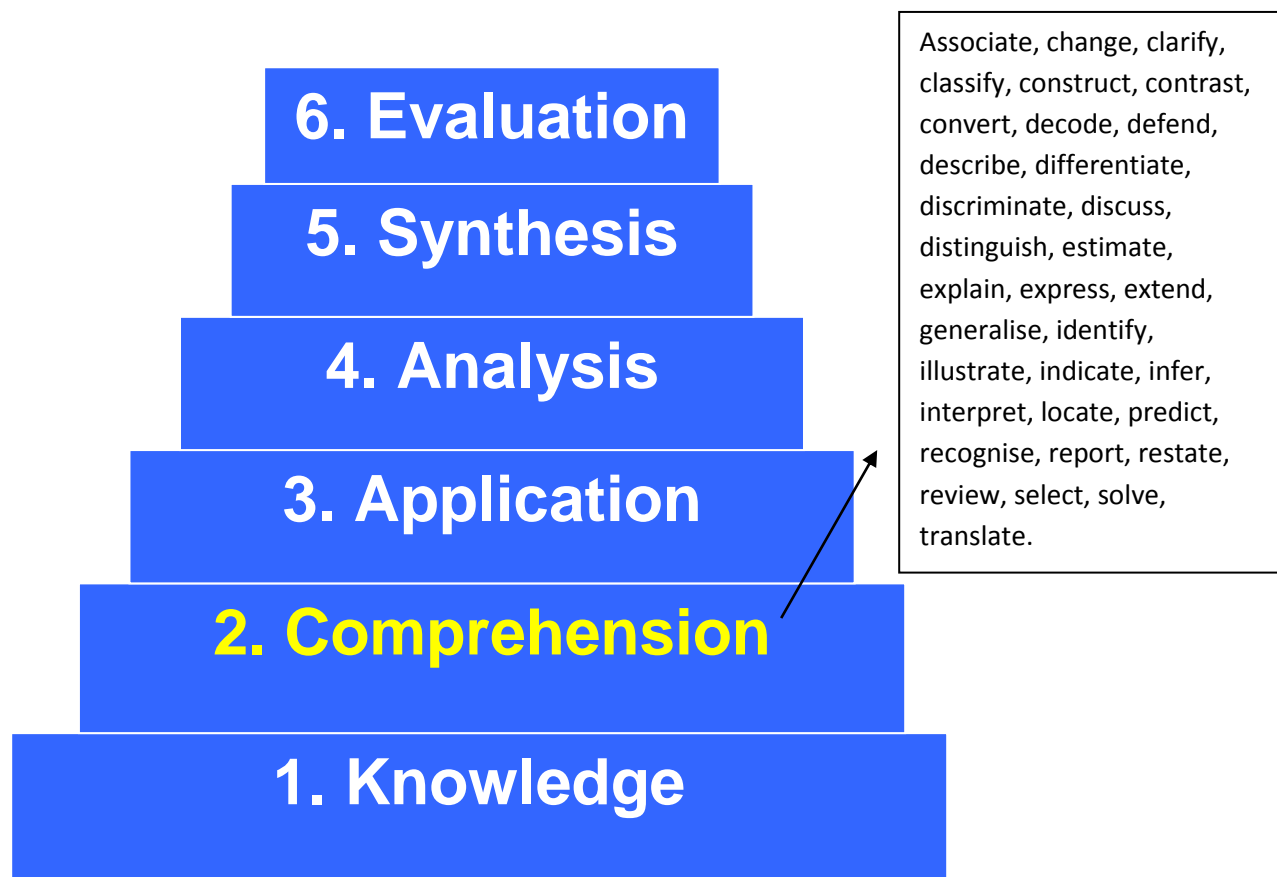 Associate, change, clarify,
classify, construct, contrast,
convert, decode, defend,
describe, differentiate,
discriminate, discuss,
distinguish, estimate,
explain, express, extend,
generalise, identify,
illustrate, indicate, infer,
interpret, locate, predict,
recognise, report, restate,
review, select, solve,
translate.
6. Evaluation
5. Synthesis
4. Analysis
3. Application
2. Comprehension
1. Knowledge